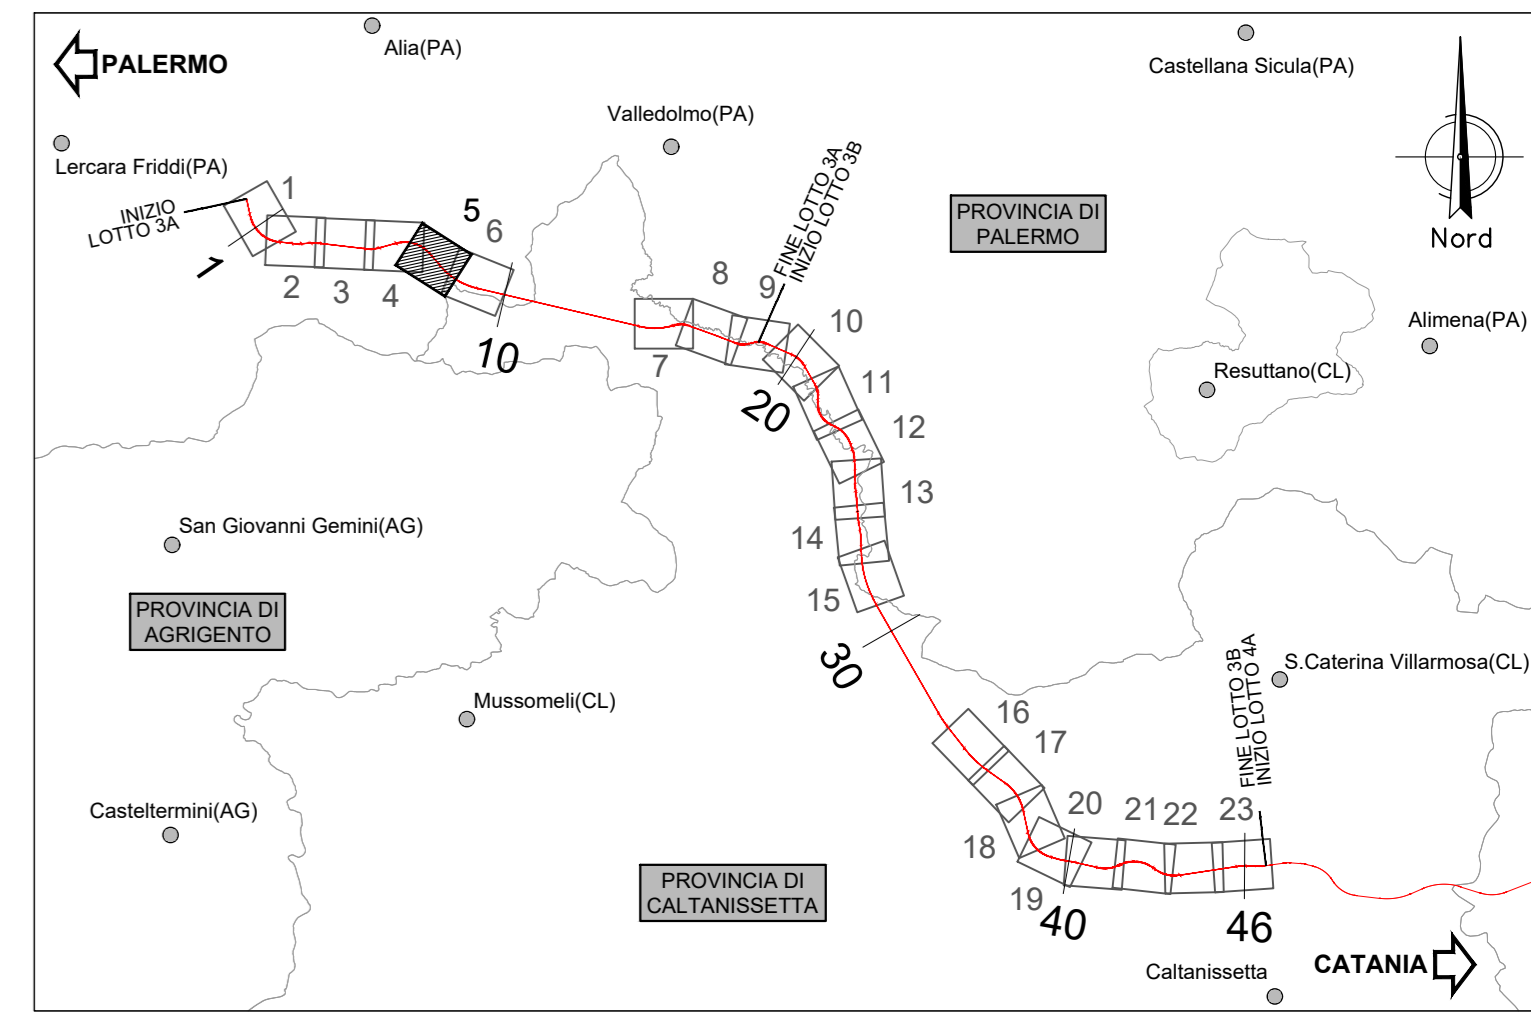 Alia(PA)
PALERMO
Castellana Sicula(PA)
Valledolmo(PA)
Lercara Friddi(PA)
INIZIO
LOTTO 3A
1
1
2
3
4
5
6
10
7
8
9
FINE LOTTO 3A
INIZIO LOTTO 3B
PROVINCIA DI
PALERMO
Nord
10
20
11
12
13
14
15
Alimena(PA)
Resuttano(CL)
San Giovanni Gemini(AG)
PROVINCIA DI
AGRIGENTO
30
Mussomeli(CL)
Casteltermini(AG)
S.Caterina Villarmosa(CL)
FINE LOTTO 3B
INIZIO LOTTO 4A
16
17
18
19
20
21
22
23
40
46
PROVINCIA DI
CALTANISSETTA
Caltanissetta
CATANIA